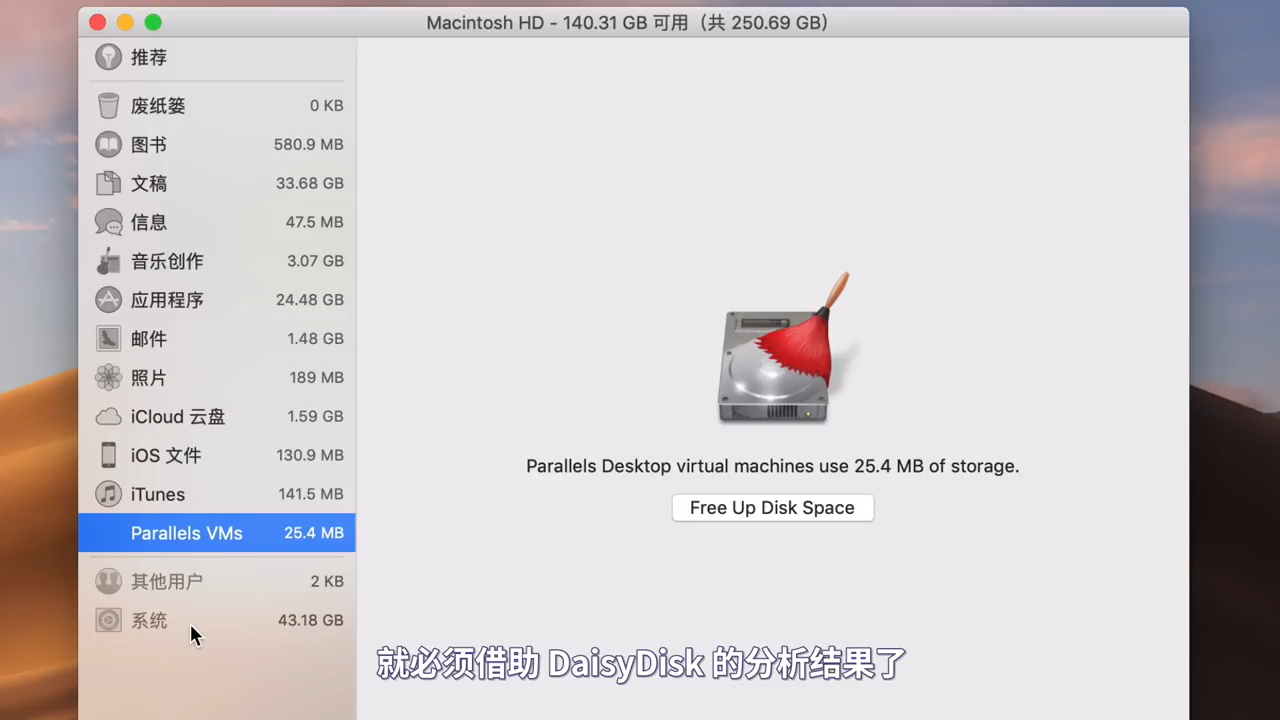 Macintosh HD - 140.31 GB 可用（共 250.69 GB）
推荐
废纸篓 0 KB
图书 580.9 MB
文稿 33.68 GB
信息 47.5 MB
音乐创作 3.07 GB
应用程序 24.48 GB
邮件 1.48 GB
照片 189 MB
iCloud 云盘 1.59 GB
iOS 文件 130.9 MB
iTunes 141.5 MB
Parallels VMs 25.4 MB
其他用户 2 KB
系统 43.18 GB
Parallels Desktop virtual machines use 25.4 MB of storage.
Free Up Disk Space
就必须借助 DaisyDisk 的分析结果了